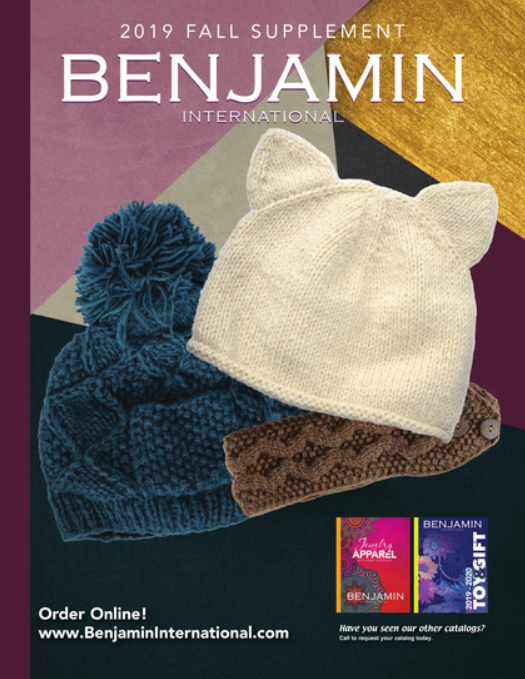 2019 FALL SUPPLEMENT
BENJAMIN
INTERNATIONAL
Jewelry
APPAREL
BENJAMIN
BENJAMIN
2019 - 2020
TOY & GIFT
Order Online!
www.BenjaminInternational.com
Have you seen our other catalogs?
Call to request your catalog today.